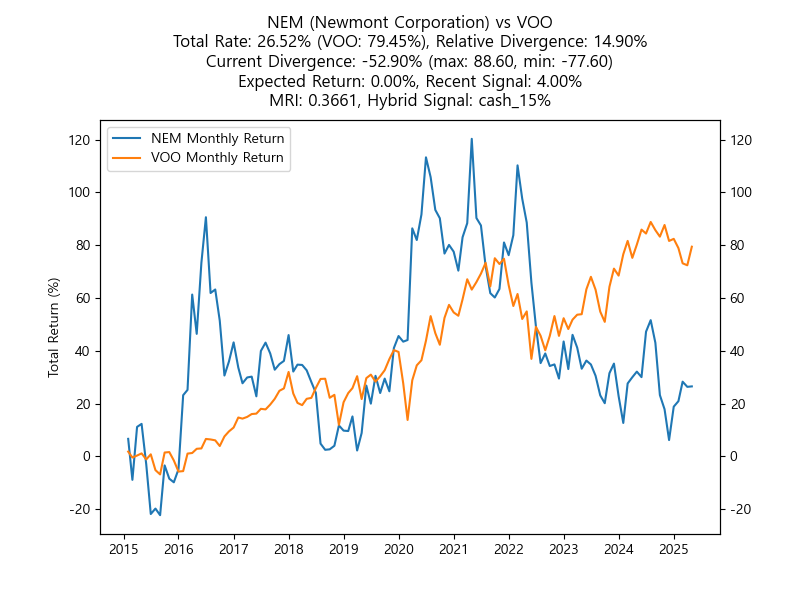 NEM (Newmont Corporation) vs VOO
Total Rate: 26.52% (VOO: 79.45%), Relative Divergence: 14.90%
Current Divergence: -52.90% (max: 88.60, min: -77.60)
Expected Return: 0.00%, Recent Signal: 4.00%
MRI: 0.3661, Hybrid Signal: cash_15%
NEM Monthly Return
VOO Monthly Return
Total Return (%)
120
100
80
60
40
20
0
-20
120
100
80
60
40
20
0
-20
2015 2016 2017 2018 2019 2020 2021 2022 2023 2024 2025